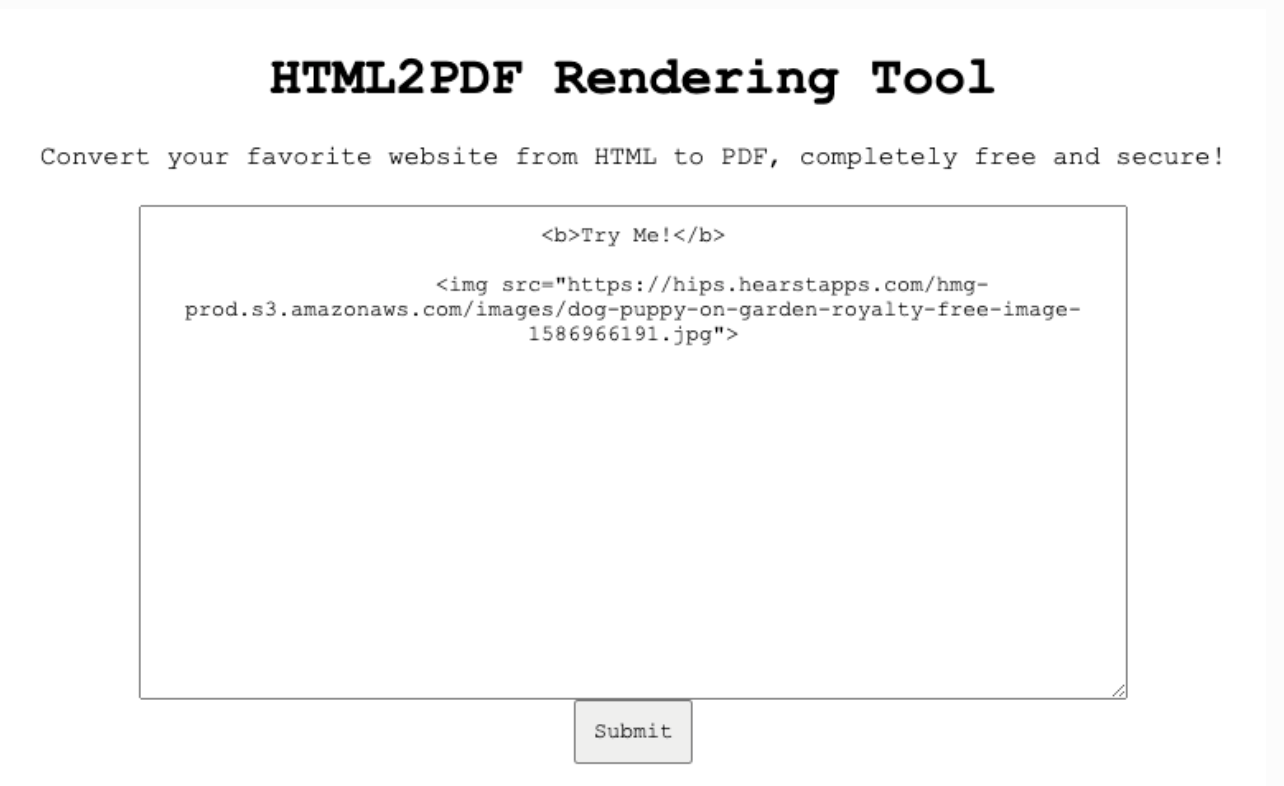 HTML2PDF Rendering Tool
Convert your favorite website from HTML to PDF, completely free and secure!
<b>Try Me!</b>
<img src="https://hips.hearstapps.com/hmg-
prod.s3.amazonaws.com/images/dog-puppy-on-garden-royalty-free-image-
1586966191.jpg">
Submit